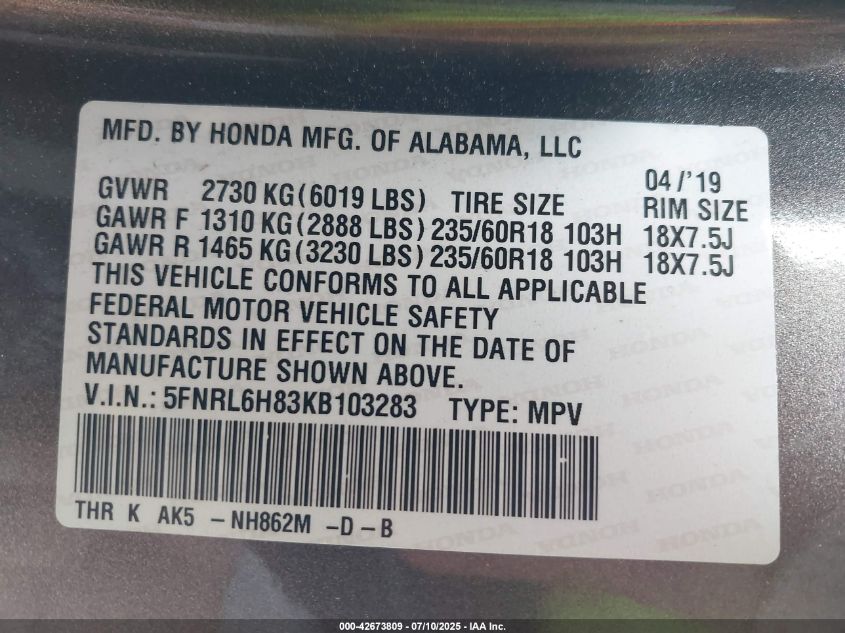 MFD. BY HONDA MFG. OF ALABAMA, LLC
04/'19
GVWR 2730 KG(6019 LBS) TIRE SIZE RIM SIZE
GAWR F 1310 KG(2888 LBS) 235/60R18 103H 18X7.5J
GAWR R 1465 KG(3230 LBS) 235/60R18 103H 18X7.5J
THIS VEHICLE CONFORMS TO ALL APPLICABLE
FEDERAL MOTOR VEHICLE SAFETY
STANDARDS IN EFFECT ON THE DATE OF
MANUFACTURE SHOWN ABOVE.
V.I.N.: 5FNRL6H83KB103283 TYPE: MPV
THR K AK5 -NH862M -D-B
000-42673809 - 07/10/2025 - IAA Inc.